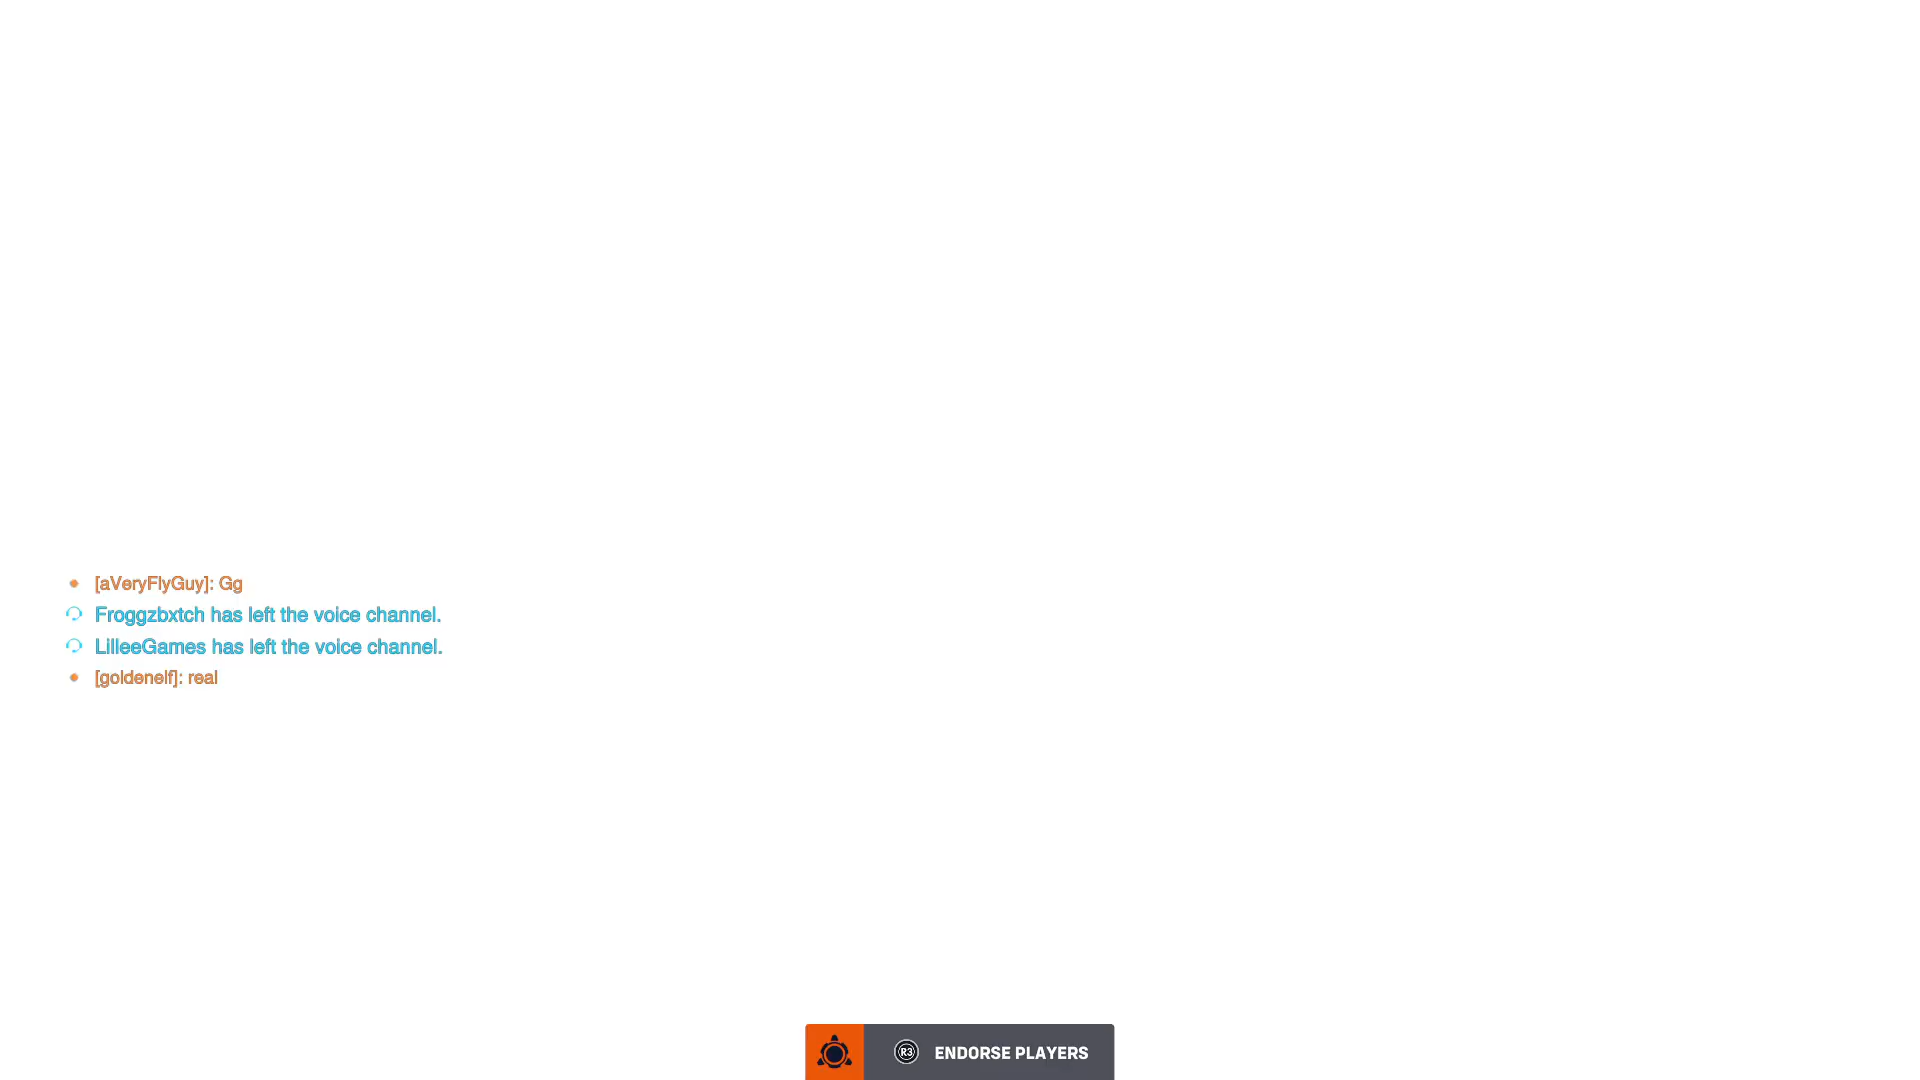 [aVeryFlyGuy]: Gg
Froggzbxtch has left the voice channel.
LilleeGames has left the voice channel.
[goldenelf]: real
R3 ENDORSE PLAYERS